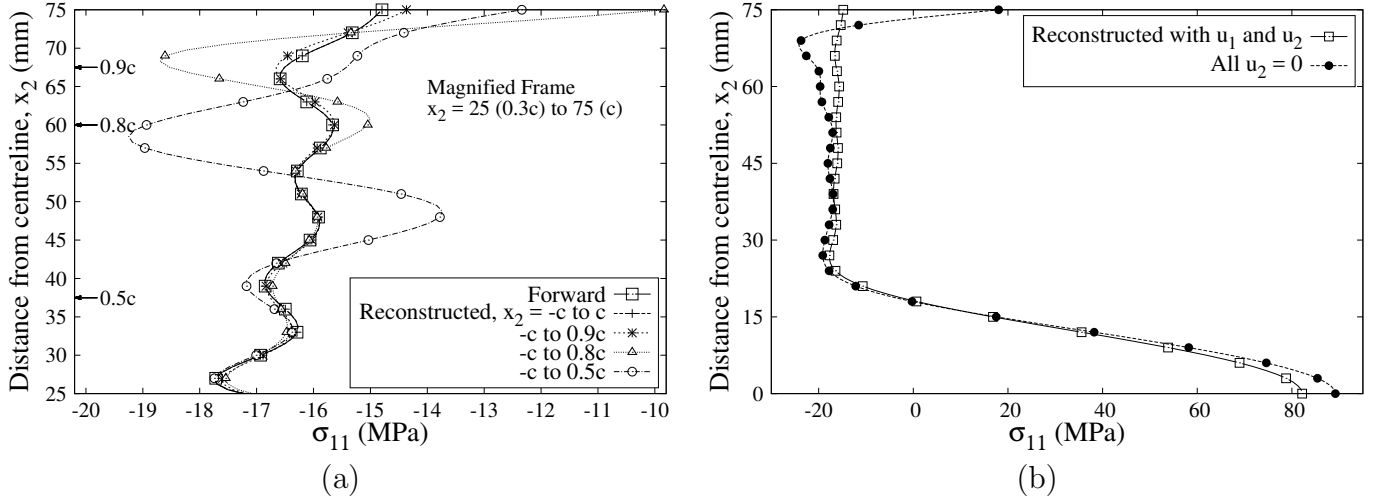 Distance from centreline, x2 (mm)
75
70
65
60
55
50
45
40
35
30
25
0.9c
0.8c
0.5c
Magnified Frame
x2 = 25 (0.3c) to 75 (c)
Forward
Reconstructed, x2 = -c to c
-c to 0.9c
-c to 0.8c
-c to 0.5c
-20 -19 -18 -17 -16 -15 -14 -13 -12 -11 -10
σ11 (MPa)
(a)
Distance from centreline, x2 (mm)
75
60
45
30
15
0
Reconstructed with u1 and u2
All u2 = 0
-20 0 20 40 60 80
σ11 (MPa)
(b)